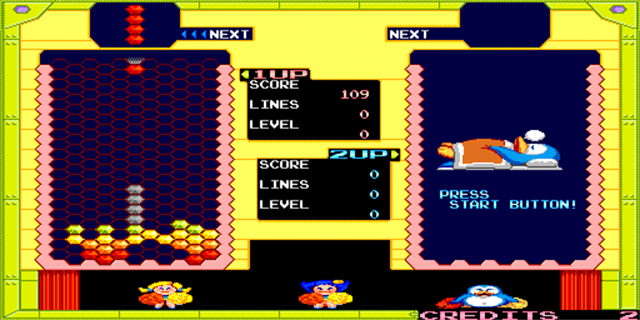 NEXT
NEXT
1UP
SCORE
109
LINES
0
LEVEL
0
2UP
SCORE
0
LINES
0
LEVEL
0
PRESS
START BUTTON!
CREDITS 2